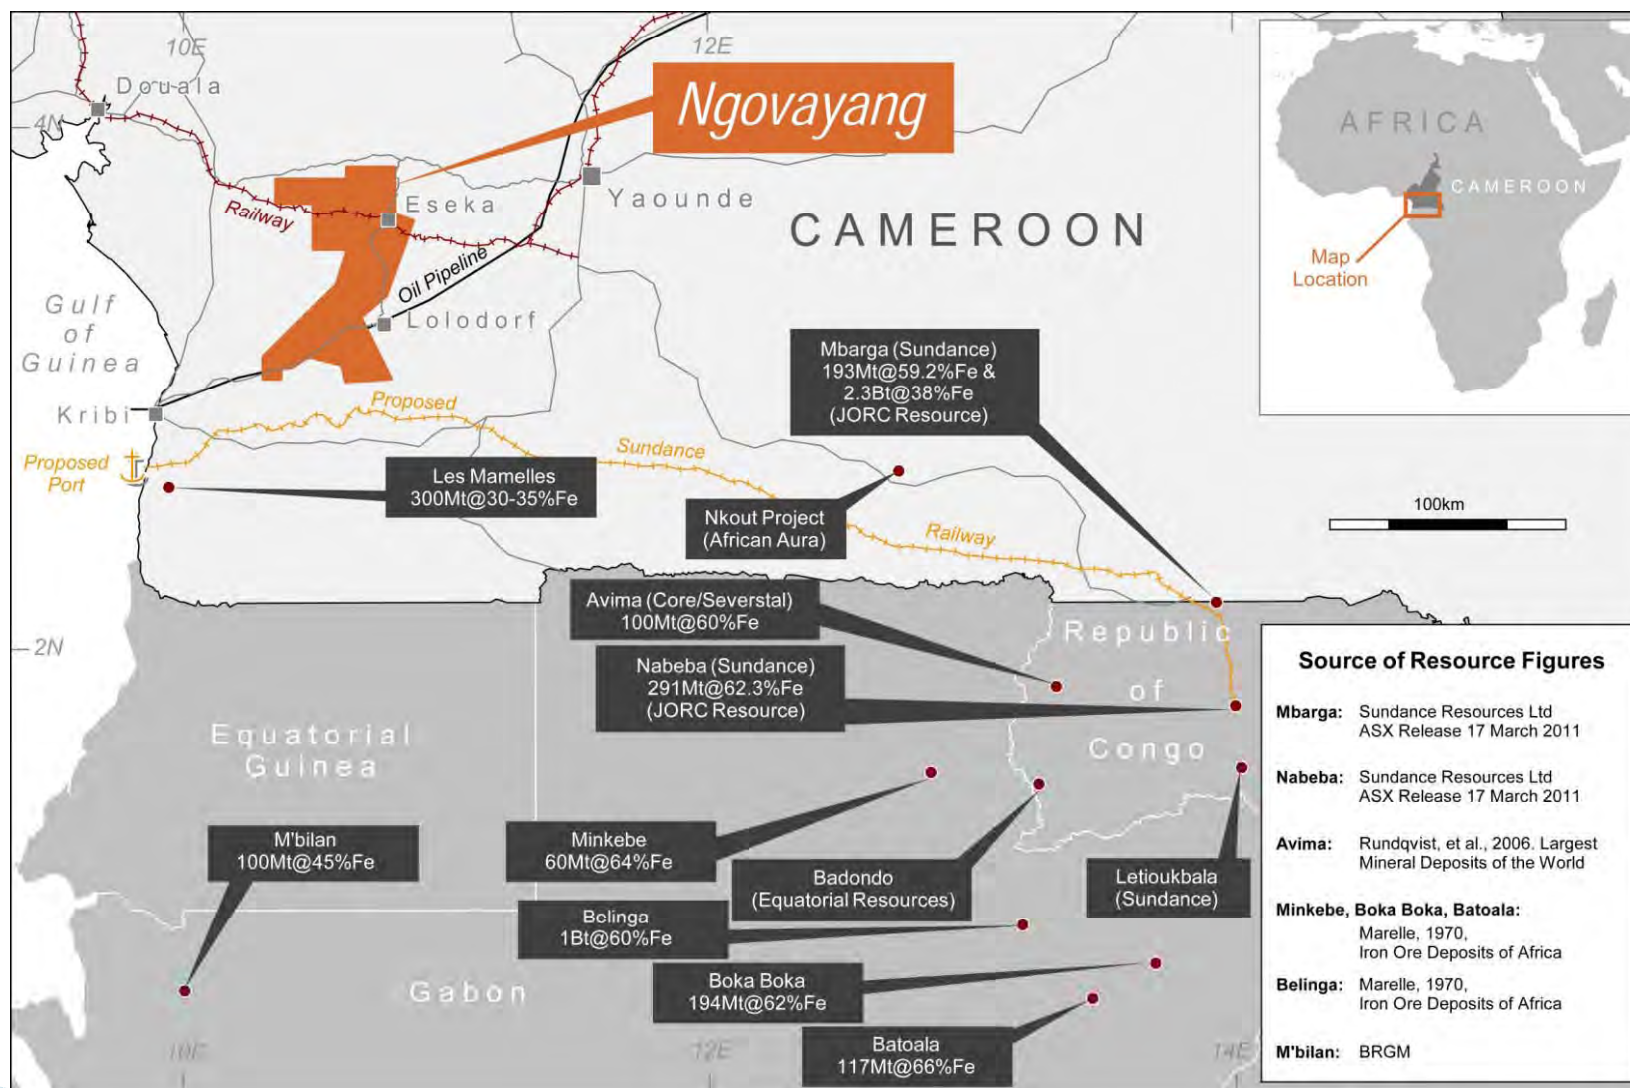 10E
12E
Douala
4N
Ngovayang
Yaounde
Eseka
Railway
CAMEROON
Oil Pipeline
Lolodorf
Gulf
of
Guinea
Kribi
Proposed
Sundance
Railway
Proposed
Port
Les Mamelles
300Mt@30-35%Fe
Mbarga (Sundance)
193Mt@59.2%Fe &
2.3Bt@38%Fe
(JORC Resource)
Nkout Project
(African Aura)
AFRICA
CAMEROON
Map
Location
100km
2N
Avima (Core/Severstal)
100Mt@60%Fe
Nabeba (Sundance)
291Mt@62.3%Fe
(JORC Resource)
Republic
of
Congo
Equatorial
Guinea
M'bilan
100Mt@45%Fe
Minkebe
60Mt@64%Fe
Badondo
(Equatorial Resources)
Letioukbala
(Sundance)
Belinga
1Bt@60%Fe
Boka Boka
194Mt@62%Fe
Batoala
117Mt@66%Fe
Gabon
10E
12E
14E
Source of Resource Figures
Mbarga: Sundance Resources Ltd
ASX Release 17 March 2011
Nabeba: Sundance Resources Ltd
ASX Release 17 March 2011
Avima: Rundqvist, et al., 2006. Largest
Mineral Deposits of the World
Minkebe, Boka Boka, Batoala:
Marelle, 1970,
Iron Ore Deposits of Africa
Belinga: Marelle, 1970,
Iron Ore Deposits of Africa
M'bilan: BRGM